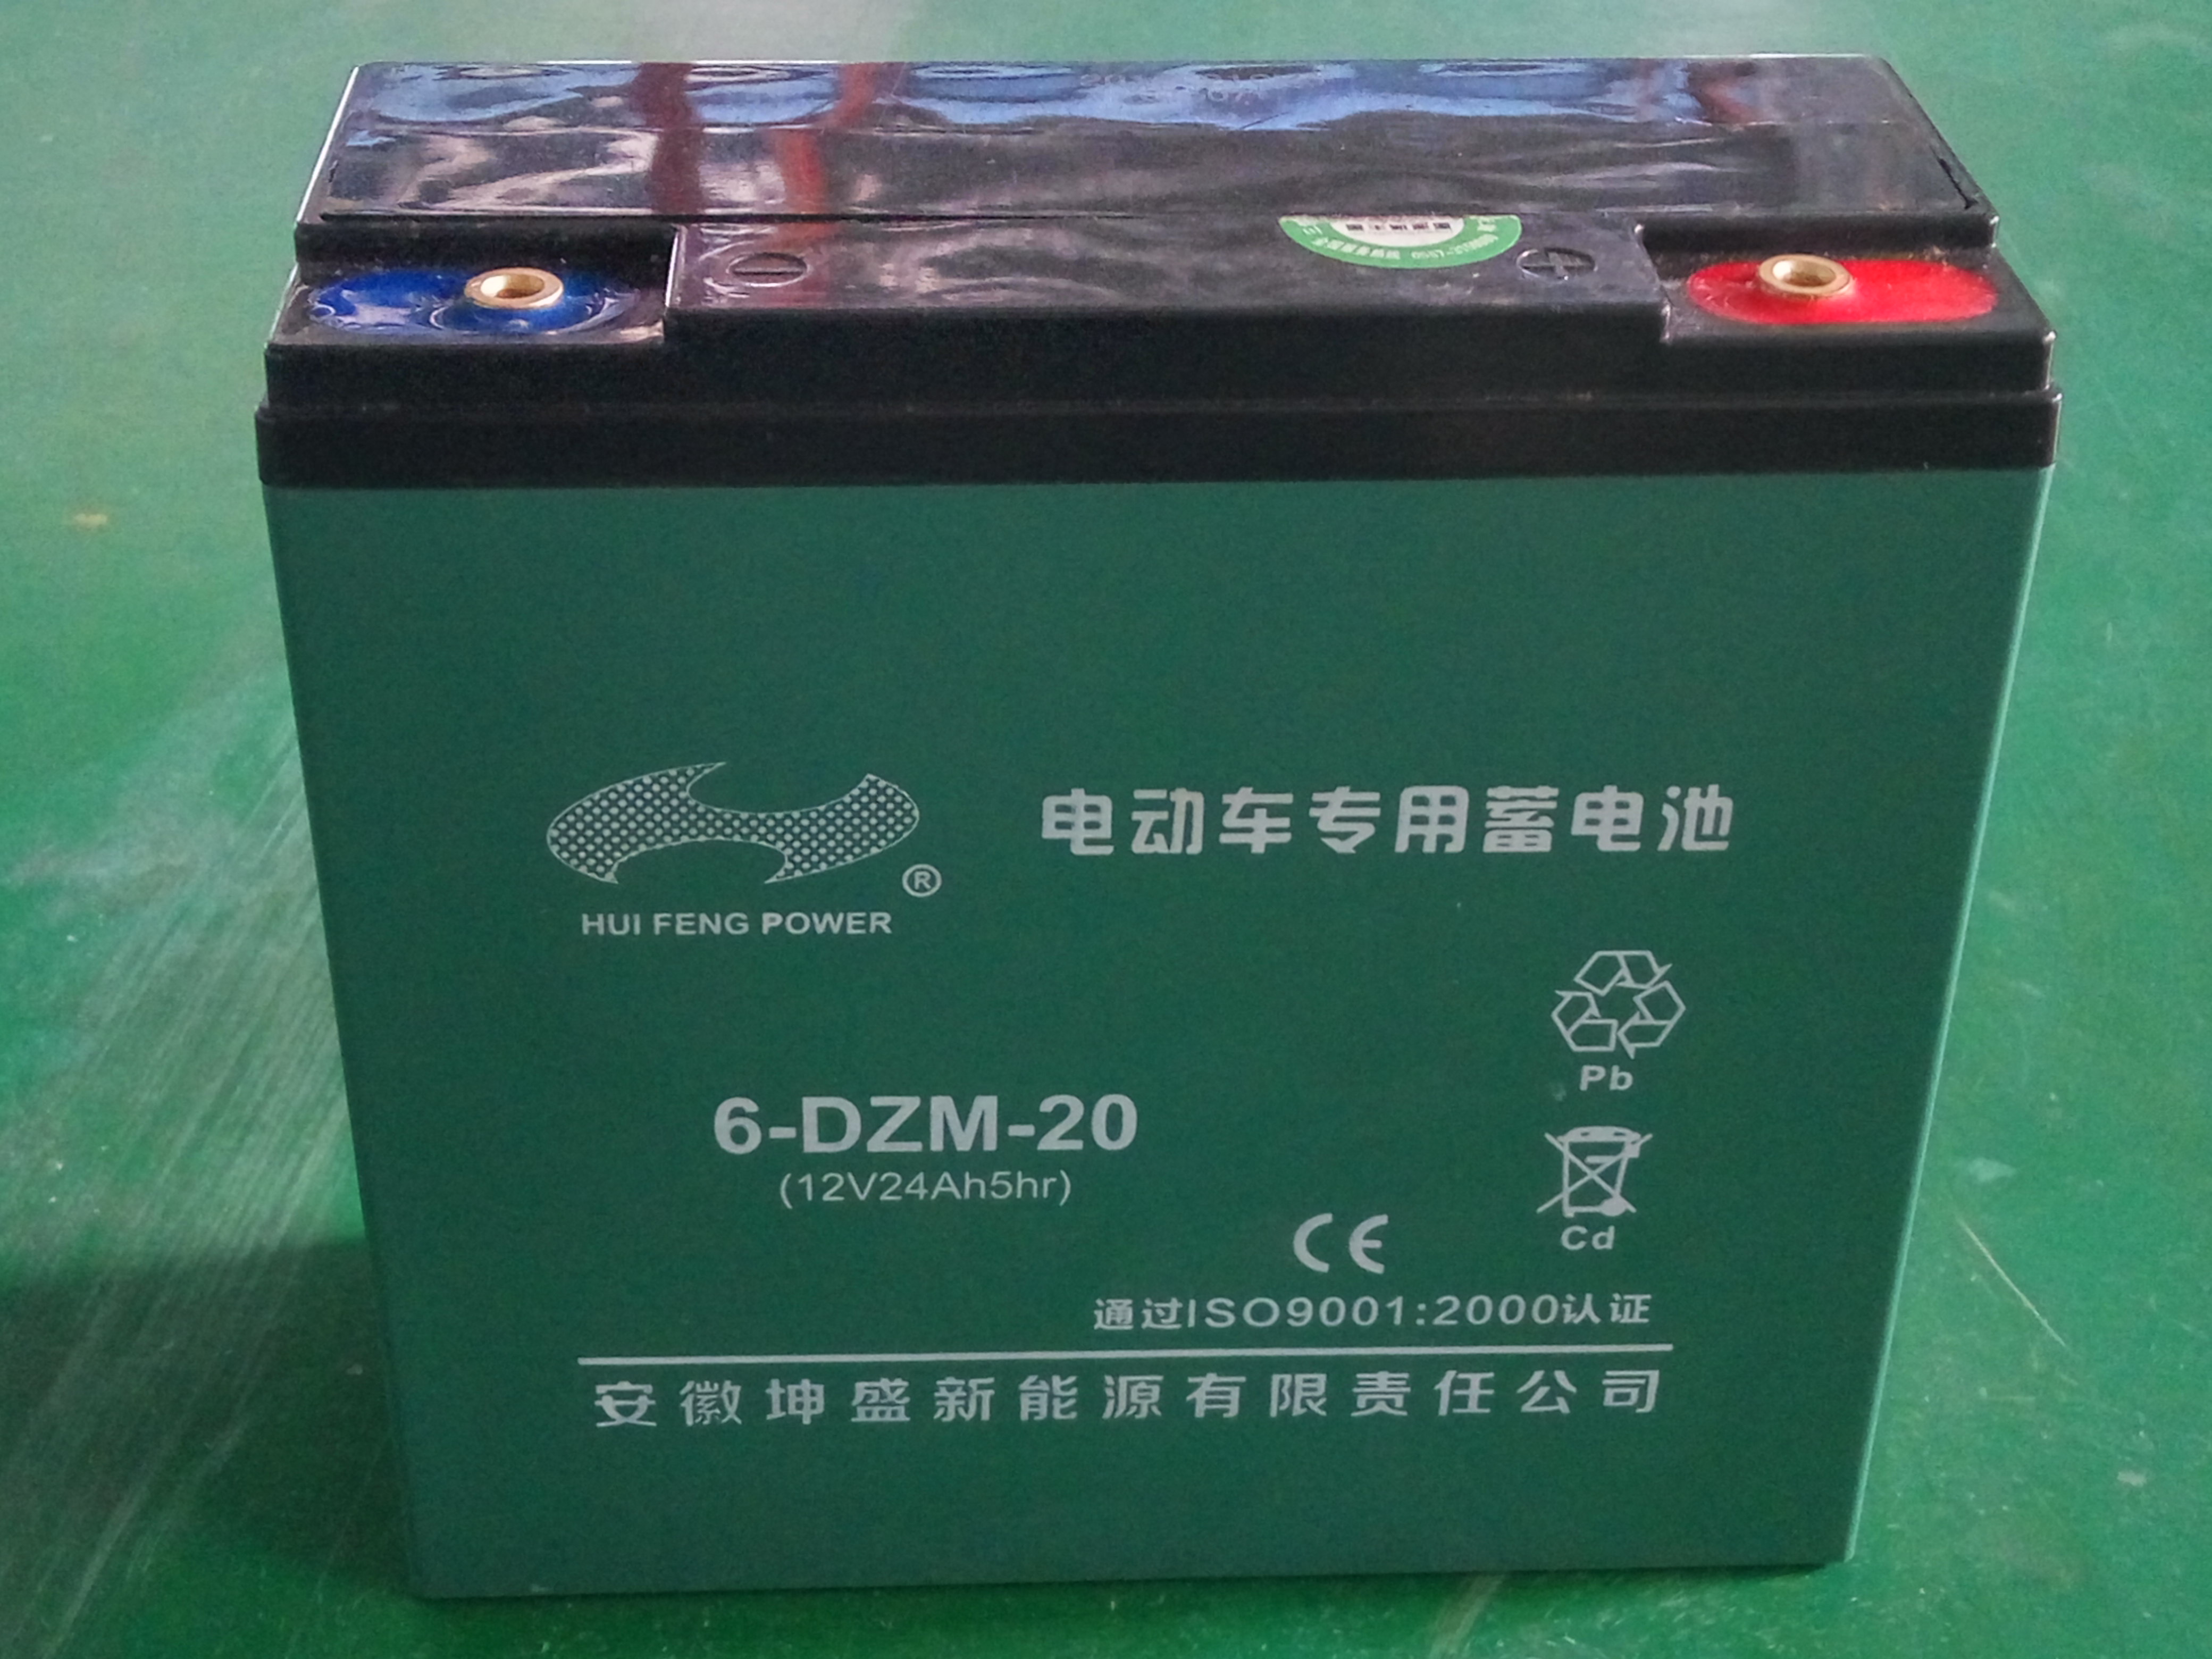 电动车专用蓄电池
®
HUI FENG POWER
Pb
6-DZM-20
(12V24Ah5hr)
Cd
CE
通过ISO9001:2000认证
安徽坤盛新能源有限责任公司